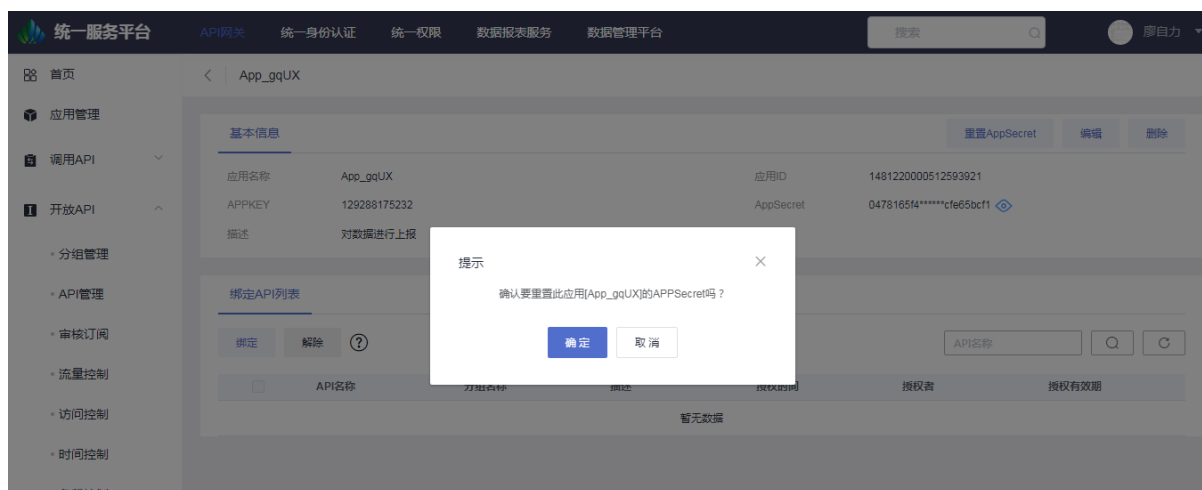 统一服务平台 API网关 统一身份认证 统一权限 数据报表服务 数据管理平台 搜索 廖自力
首页
App_gqUX
应用管理
基本信息 重置AppSecret 编辑 删除
调用API
应用名称 App_gqUX 应用ID 1481220000512593921
开放API
APPKEY 129288175232 AppSecret 0478165f4******cfe65bcf1
描述 对数据进行上报
分组管理
提示
API管理
绑定API列表
确认要重置此应用[App_gqUX]的APPSecret吗？
审核订阅
绑定 解除 ? 确定 取消 API名称
流量控制
API名称 分组名称 描述 授权时间 授权者 授权有效期
访问控制
暂无数据
时间控制